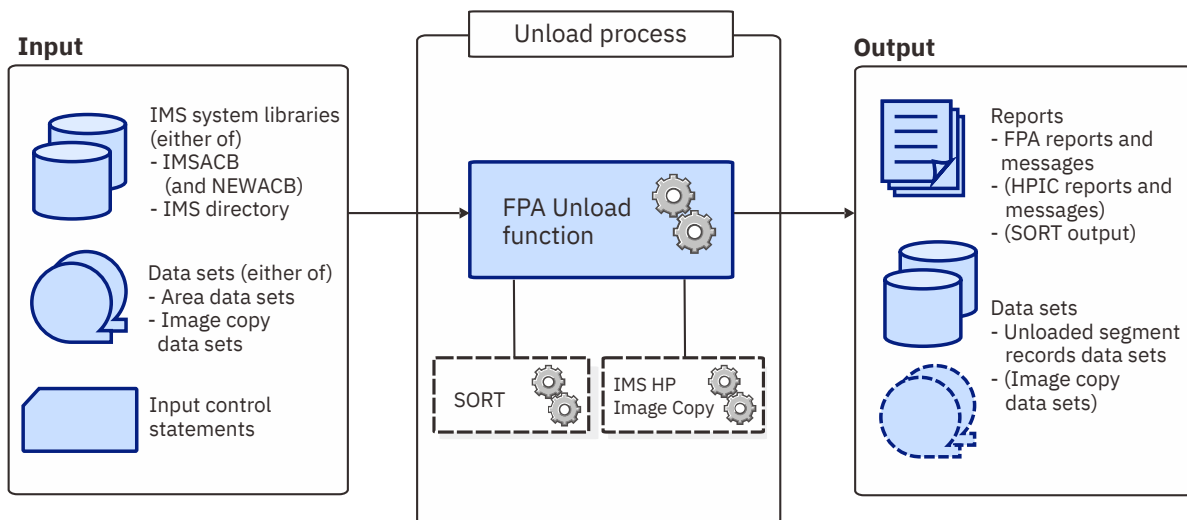 Input
IMS system libraries
(either of)
- IMSACB
(and NEWACB)
- IMS directory
Data sets (either of)
- Area data sets
- Image copy
data sets
Input control
statements
Unload process
FPA Unload
function
SORT
IMS HP
Image Copy
Output
Reports
- FPA reports and
messages
- (HPIC reports and
messages)
- (SORT output)
Data sets
- Unloaded segment
records data sets
- (Image copy
data sets)